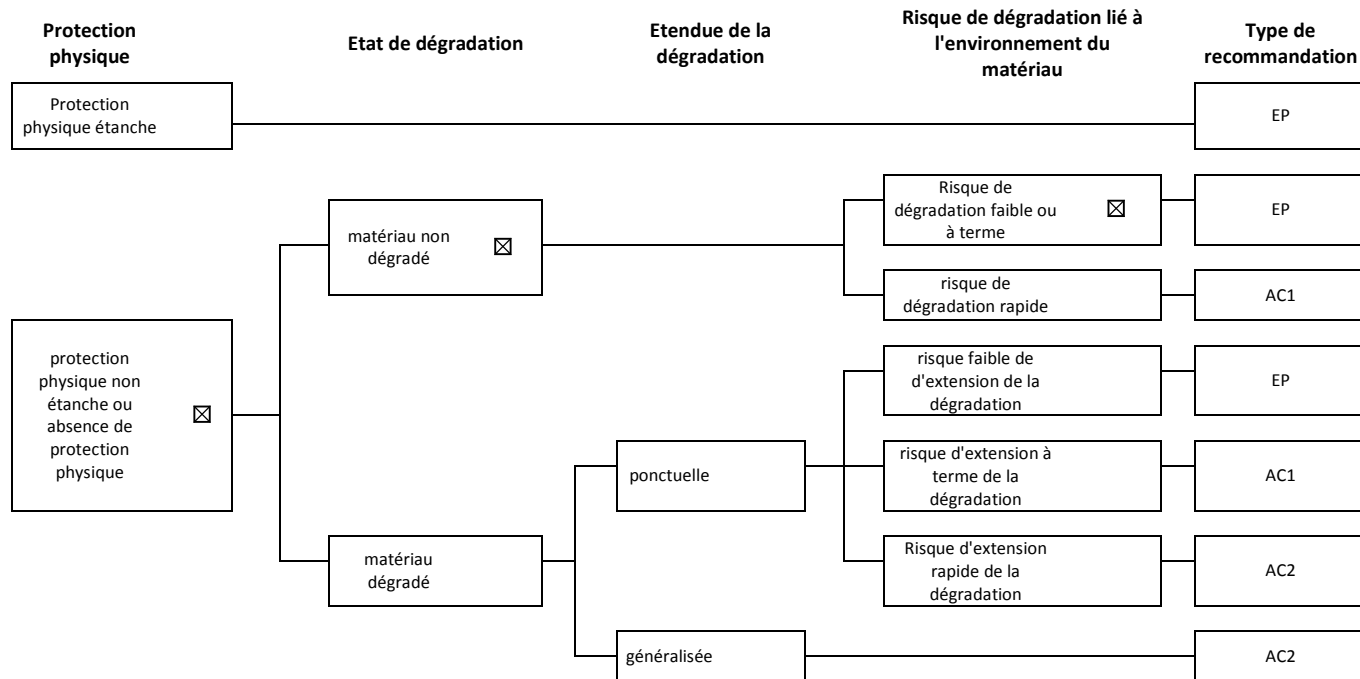 Protection
physique
Etat de dégradation
Etendue de la
dégradation
Risque de dégradation lié à
l'environnement du
matériau
Type de
recommandation
Protection
physique étanche
EP
matériau non
dégradé
☒
Risque de
dégradation faible ou
à terme
☒
EP
risque de
dégradation rapide
AC1
protection
physique non
étanche ou
absence de
protection
physique
☒
risque faible de
d'extension de la
dégradation
EP
ponctuelle
risque d'extension à
terme de la
dégradation
AC1
matériau
dégradé
Risque d'extension
rapide de la
dégradation
AC2
généralisée
AC2